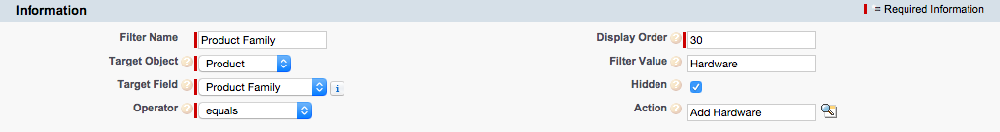 Information
= Required Information
Filter Name Product Family
Display Order ? 30
Target Object ? Product
Filter Value ? Hardware
Target Field ? Product Family i
Hidden ?
Operator ? equals
Action ? Add Hardware